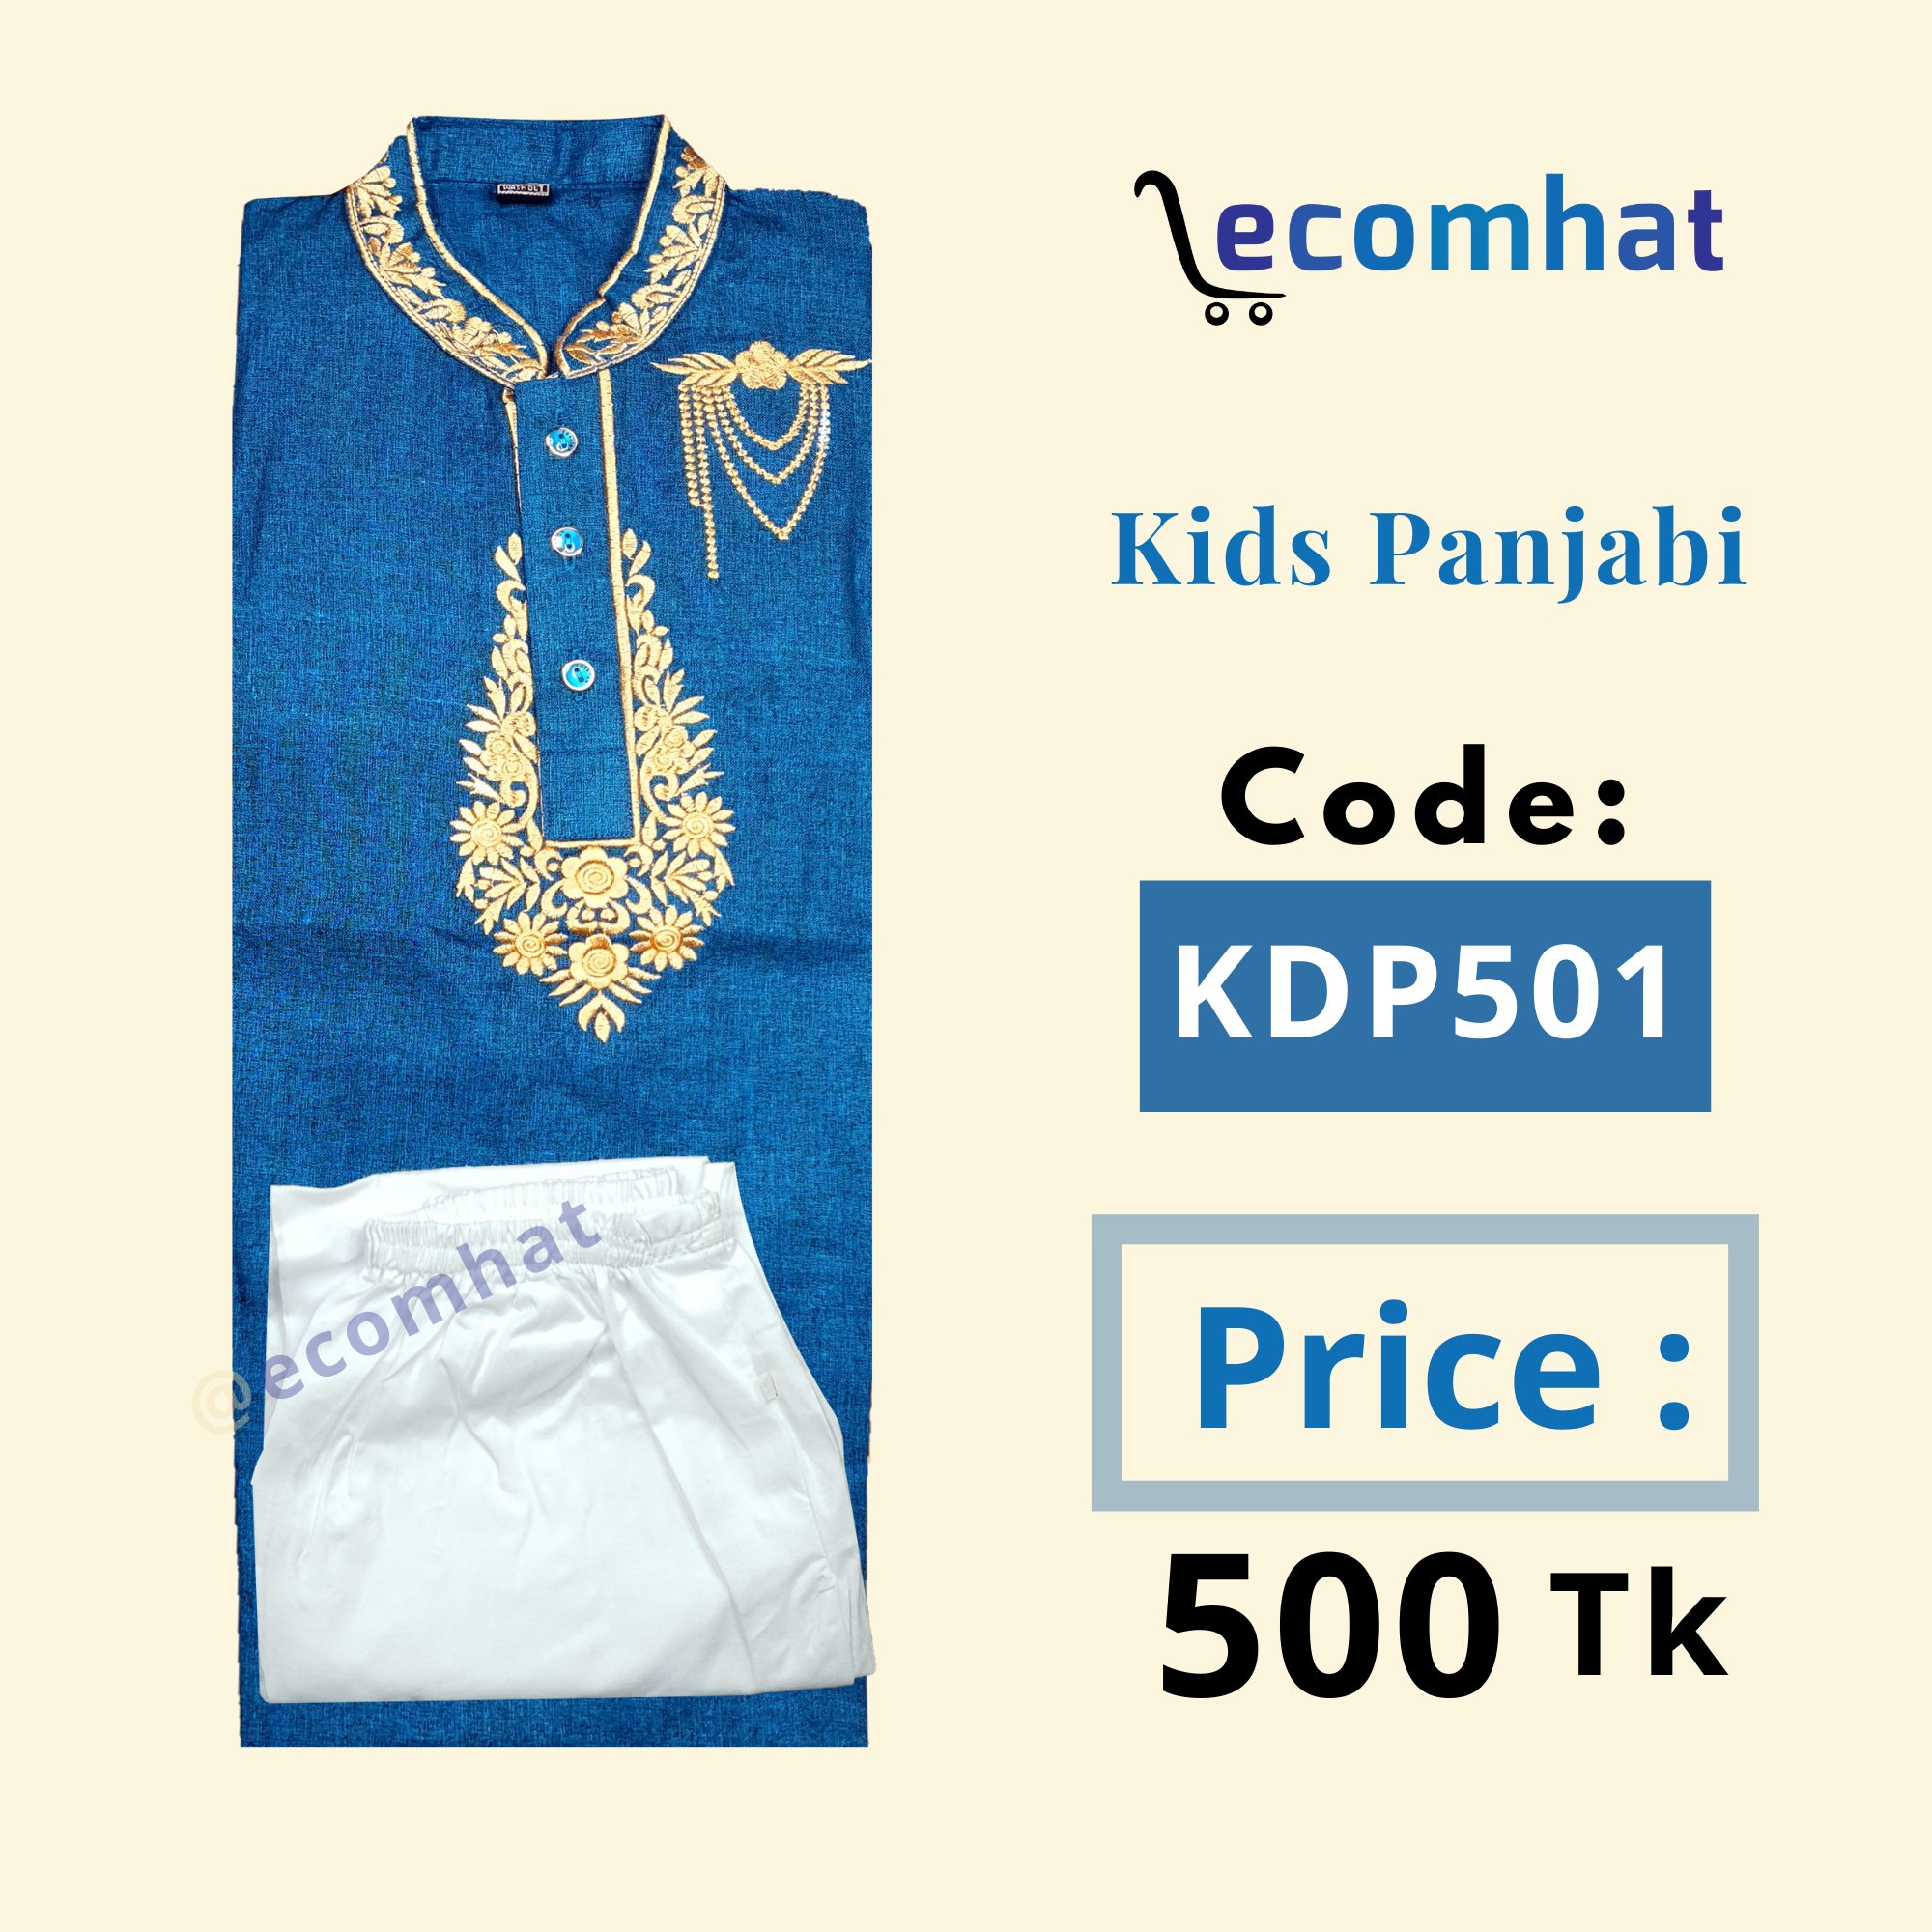 ecomhat
Kids Panjabi
Code:
KDP501
Price :
500 Tk
@ecomhat